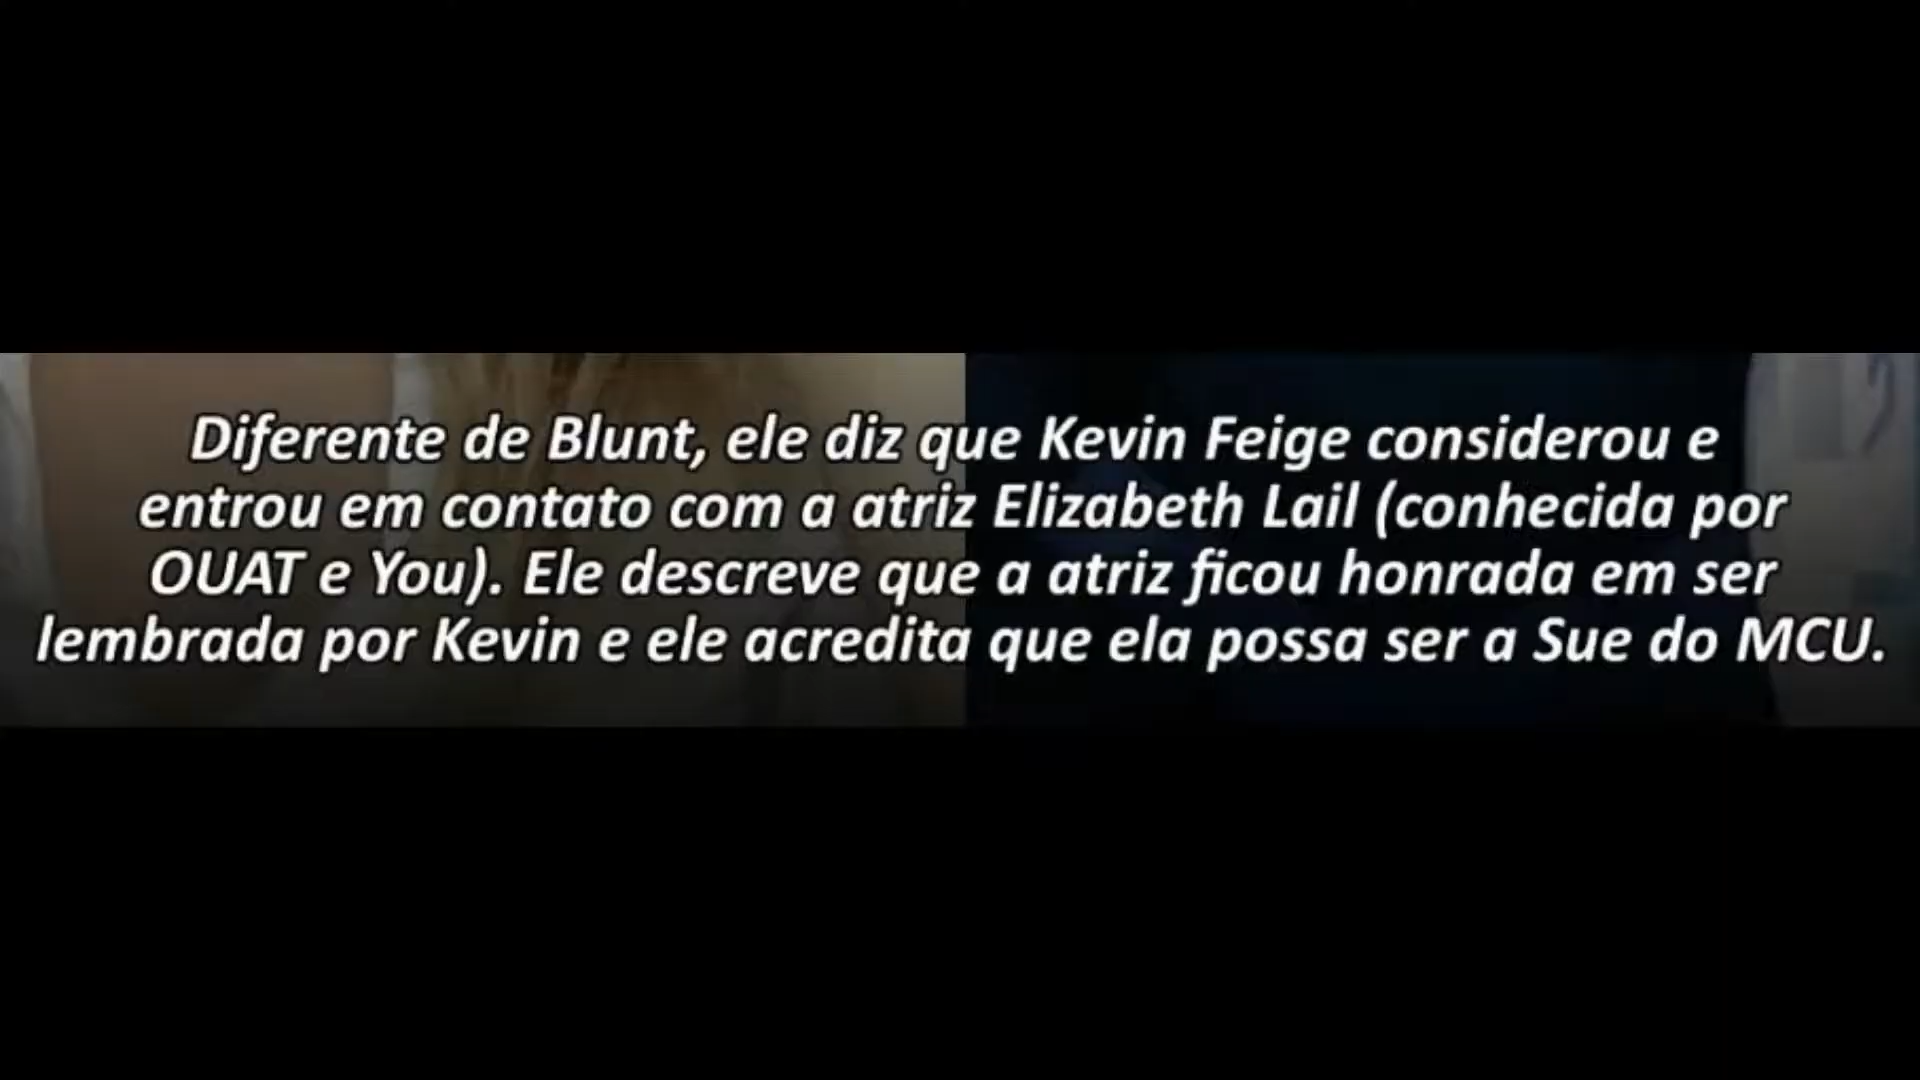 Diferente de Blunt, ele diz que Kevin Feige considerou e
entrou em contato com a atriz Elizabeth Lail (conhecida por
OUAT e You). Ele descreve que a atriz ficou honrada em ser
lembrada por Kevin e ele acredita que ela possa ser a Sue do MCU.